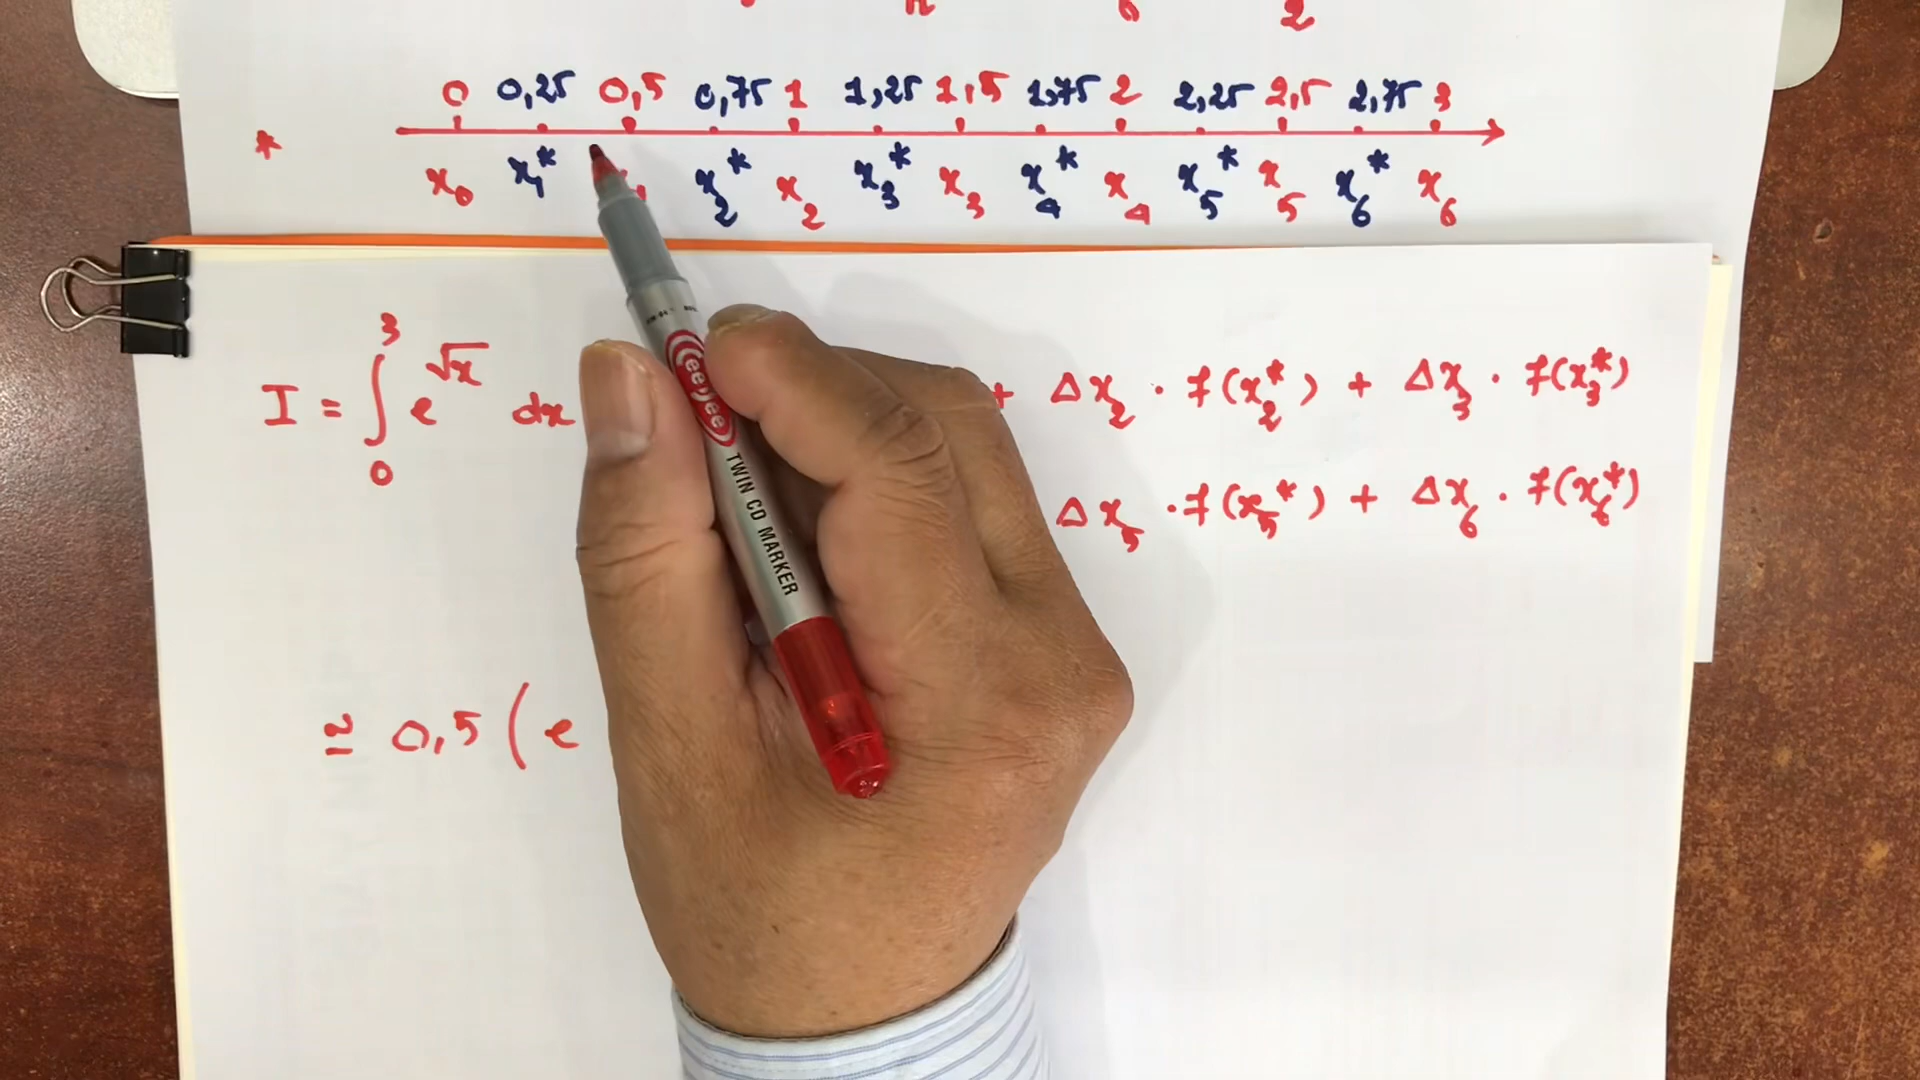 0 0,25 0,5 0,75 1 1,25 1,5 1,75 2 2,25 2,5 2,75 3
* x₀ x₁* x₂* x₂ x₃* x₃ x₄* x₄ x₅* x₅ x₆* x₆
I = ∫₀³ e^√x dx + Δx₂ · f(x₂*) + Δx₃ · f(x₃*)
Δx₅ · f(x₅*) + Δx₆ · f(x₆*)
≅ 0,5 ( e
TWIN CD MARKER